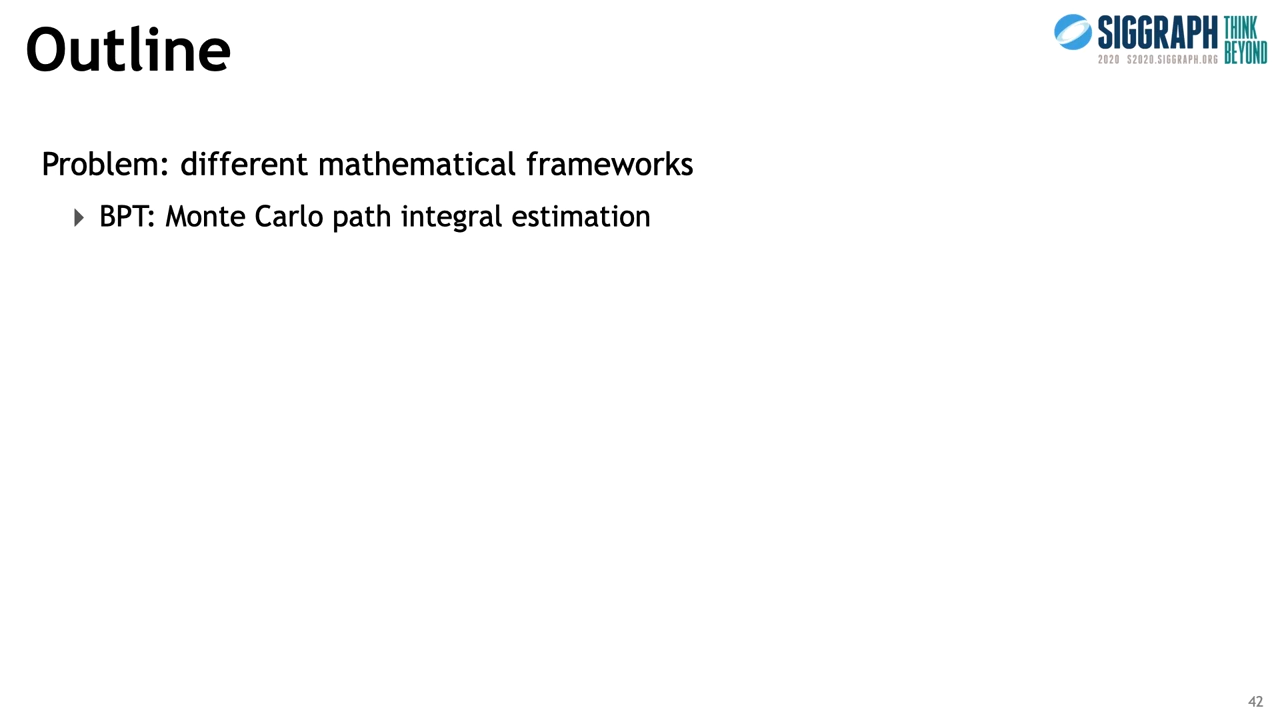 Outline
SIGGRAPH THINK BEYOND
2020 S2020.SIGGRAPH.ORG
Problem: different mathematical frameworks
BPT: Monte Carlo path integral estimation
42